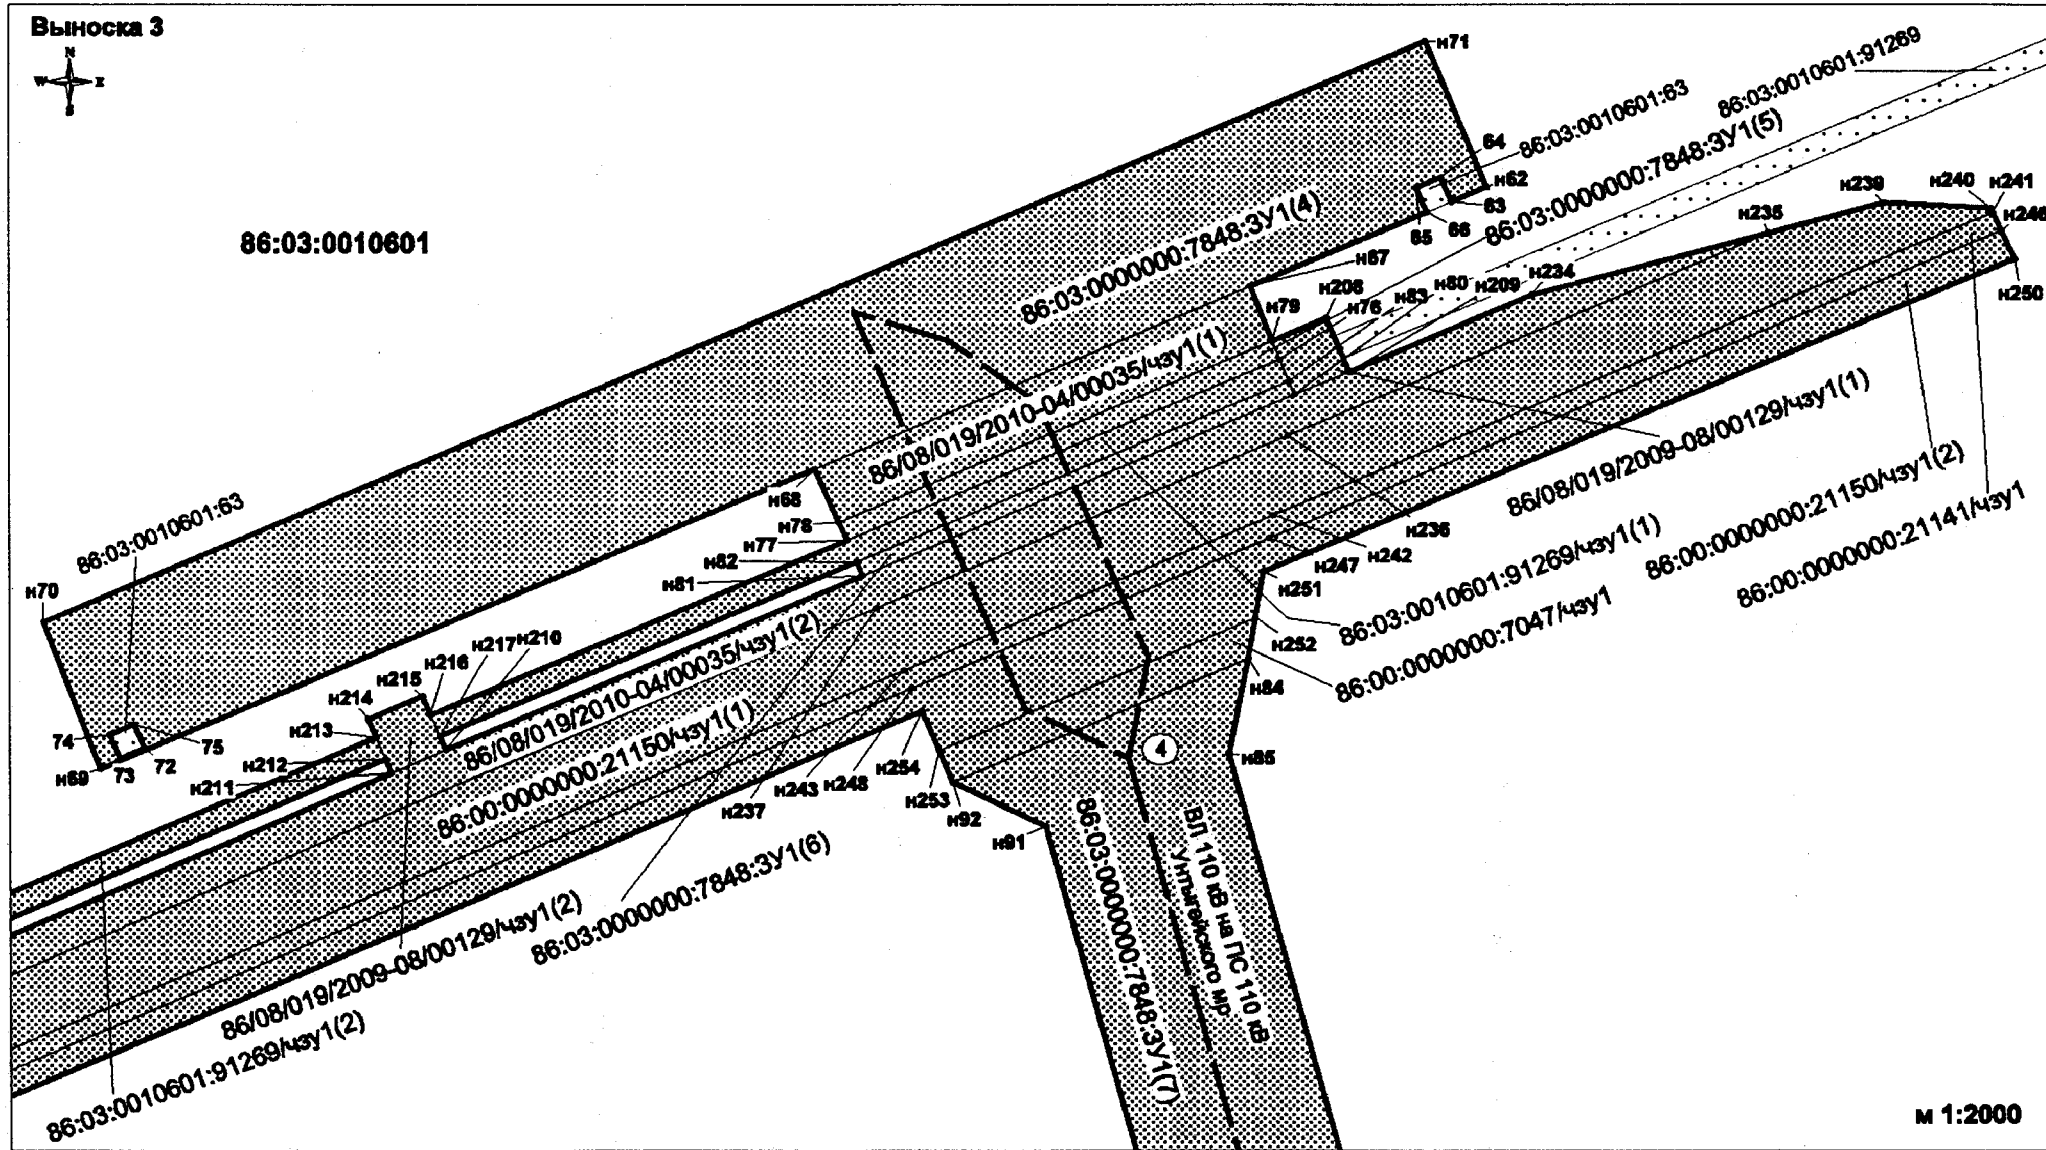 Выноска 3
N
W E
S
86:03:0010601
н71
86:03:0010601:91269
86:03:0010601:63
64
86:03:0000000:7848:ЗУ1(5)
н62
63
66
65
н239
н240
н241
н246
н235
н250
86:03:0000000:7848:ЗУ1(4)
н67
н79
н208
н76
н83
н80
н209
н234
86/08/019/2010-04/00035/чзу1(1)
86/08/019/2009-08/00129/чзу1(1)
н68
н78
н77
н82
н81
86:03:0010601:63
н70
н236
н242
н247
н251
86:03:0010601:91269/чзу1(1)
86:00:0000000:21150/чзу1(2)
86:00:0000000:21141/чзу1
н252
86:00:0000000:7047/чзу1
н84
н85
н217
н210
н216
н215
н214
н213
н212
н211
74
75
72
73
н69
86/08/019/2010-04/00035/чзу1(2)
86:00:0000000:21150/чзу1(1)
н237
н243
н248
н254
н253
н92
н91
4
ВЛ 110 кВ на ПС 110 кВ
Унтыгейского мр
86:03:0000000:7848:ЗУ1(7)
86:03:0000000:7848:ЗУ1(6)
86/08/019/2009-08/00129/чзу1(2)
86:03:0010601:91269/чзу1(2)
м 1:2000